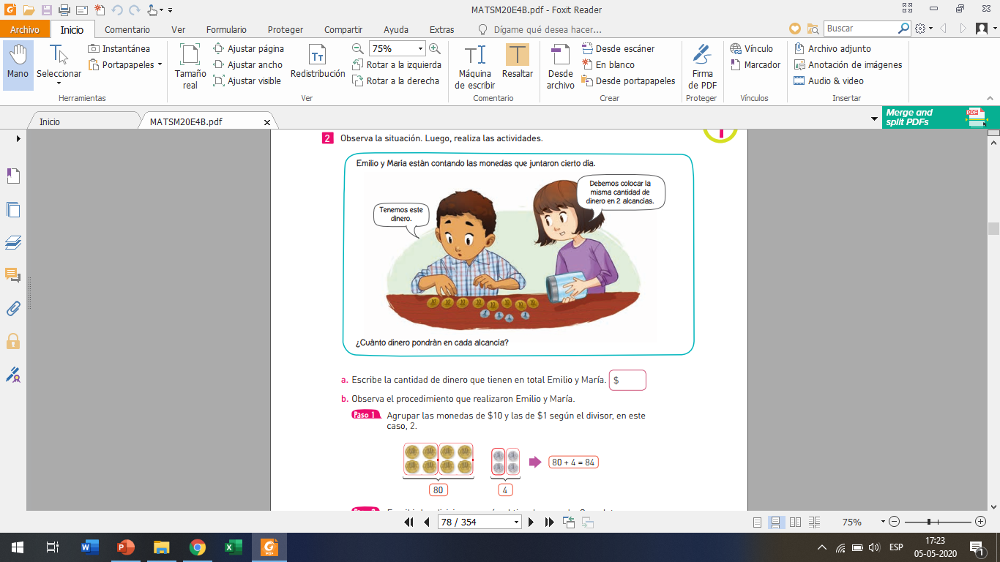 MATSM20E4B.pdf - Foxit Reader
Archivo Inicio Comentario Ver Formulario Proteger Compartir Ayuda Extras Dígame qué desea hacer... Buscar
Mano
Seleccionar
Instantánea
Portapapeles
Herramientas
Tamaño real
Ajustar página
Ajustar ancho
Ajustar visible
Redistribución
75%
Rotar a la izquierda
Rotar a la derecha
Ver
Máquina de escribir
Resaltar
Comentario
Desde archivo
Desde escáner
En blanco
Desde portapapeles
Crear
Firma de PDF
Proteger
Vínculo
Marcador
Vínculos
Archivo adjunto
Anotación de imágenes
Audio & video
Insertar
Inicio MATSM20E4B.pdf
Merge and
split PDFs
PDF
2 Observa la situación. Luego, realiza las actividades.
Emilio y María están contando las monedas que juntaron cierto día.
Debemos colocar la
misma cantidad de
dinero en 2 alcancías.
Tenemos este
dinero.
¿Cuánto dinero pondrán en cada alcancía?
a. Escribe la cantidad de dinero que tienen en total Emilio y María. $
b. Observa el procedimiento que realizaron Emilio y María.
Paso 1 Agrupar las monedas de $10 y las de $1 según el divisor, en este
caso, 2.
80 + 4 = 84
80 4
78 / 354
75%
ESP
17:23
05-05-2020
1